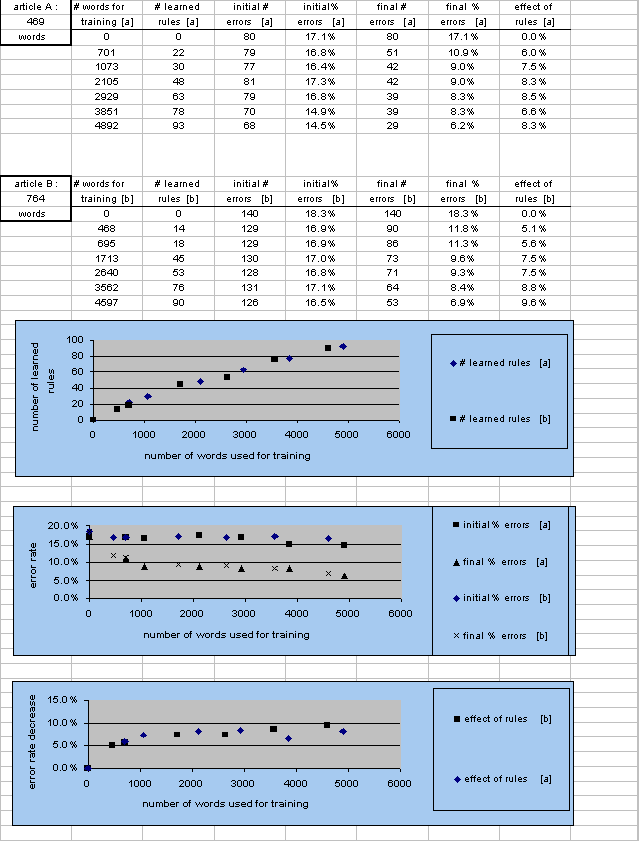 article A : # words for # learned initial # initial% final # final % effect of
469 training [a] rules [a] errors [a] errors [a] errors [a] errors [a] rules [a]
words 0 0 80 17.1% 80 17.1% 0.0%
701 22 79 16.8% 51 10.9% 6.0%
1073 30 77 16.4% 42 9.0% 7.5%
2105 48 81 17.3% 42 9.0% 8.3%
2929 63 79 16.8% 39 8.3% 8.5%
3851 78 70 14.9% 39 8.3% 6.6%
4892 93 68 14.5% 29 6.2% 8.3%
article B : # words for # learned initial # initial% final # final % effect of
764 training [b] rules [b] errors [b] errors [b] errors [b] errors [b] rules [b]
words 0 0 140 18.3% 140 18.3% 0.0%
468 14 129 16.9% 90 11.8% 5.1%
695 18 129 16.9% 86 11.3% 5.6%
1713 45 130 17.0% 73 9.6% 7.5%
2640 53 128 16.8% 71 9.3% 7.5%
3562 76 131 17.1% 64 8.4% 8.8%
4597 90 126 16.5% 53 6.9% 9.6%
number of learned
rules
100
80
60
40
20
0
0 1000 2000 3000 4000 5000 6000
number of words used for training
# learned rules [a]
# learned rules [b]
error rate
20.0%
15.0%
10.0%
5.0%
0.0%
0 1000 2000 3000 4000 5000 6000
number of words used for training
initial % errors [a]
final % errors [a]
initial % errors [b]
final % errors [b]
error rate decrease
15.0%
10.0%
5.0%
0.0%
0 1000 2000 3000 4000 5000 6000
number of words used for training
effect of rules [b]
effect of rules [a]